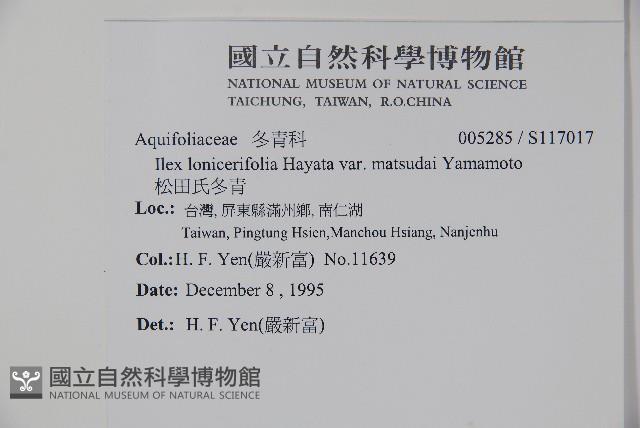 國立自然科學博物館
NATIONAL MUSEUM OF NATURAL SCIENCE
TAICHUNG, TAIWAN, R.O.CHINA
Aquifoliaceae 冬青科 005285 / S117017
Ilex lonicerifolia Hayata var. matsudai Yamamoto
松田氏冬青
Loc.: 台灣, 屏東縣滿州鄉, 南仁湖
Taiwan, Pingtung Hsien,Manchou Hsiang, Nanjenhu
Col.: H. F. Yen(嚴新富) No.11639
Date: December 8 , 1995
Det.: H. F. Yen(嚴新富)
國立自然科學博物館
NATIONAL MUSEUM OF NATURAL SCIENCE